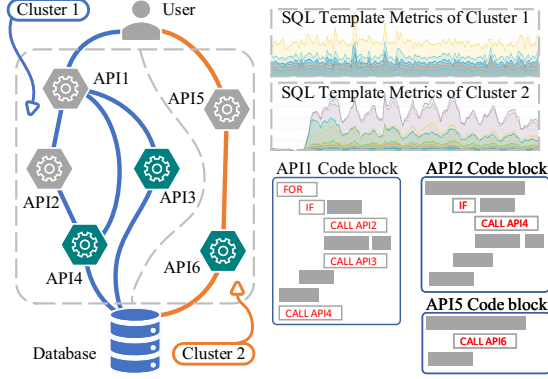 Cluster 1
User
API1
API5
API2
API3
API4
API6
Database
Cluster 2
SQL Template Metrics of Cluster 1
SQL Template Metrics of Cluster 2
API1 Code block
FOR
IF
CALL API2
CALL API3
CALL API4
API2 Code block
IF
CALL API4
API5 Code block
CALL API6